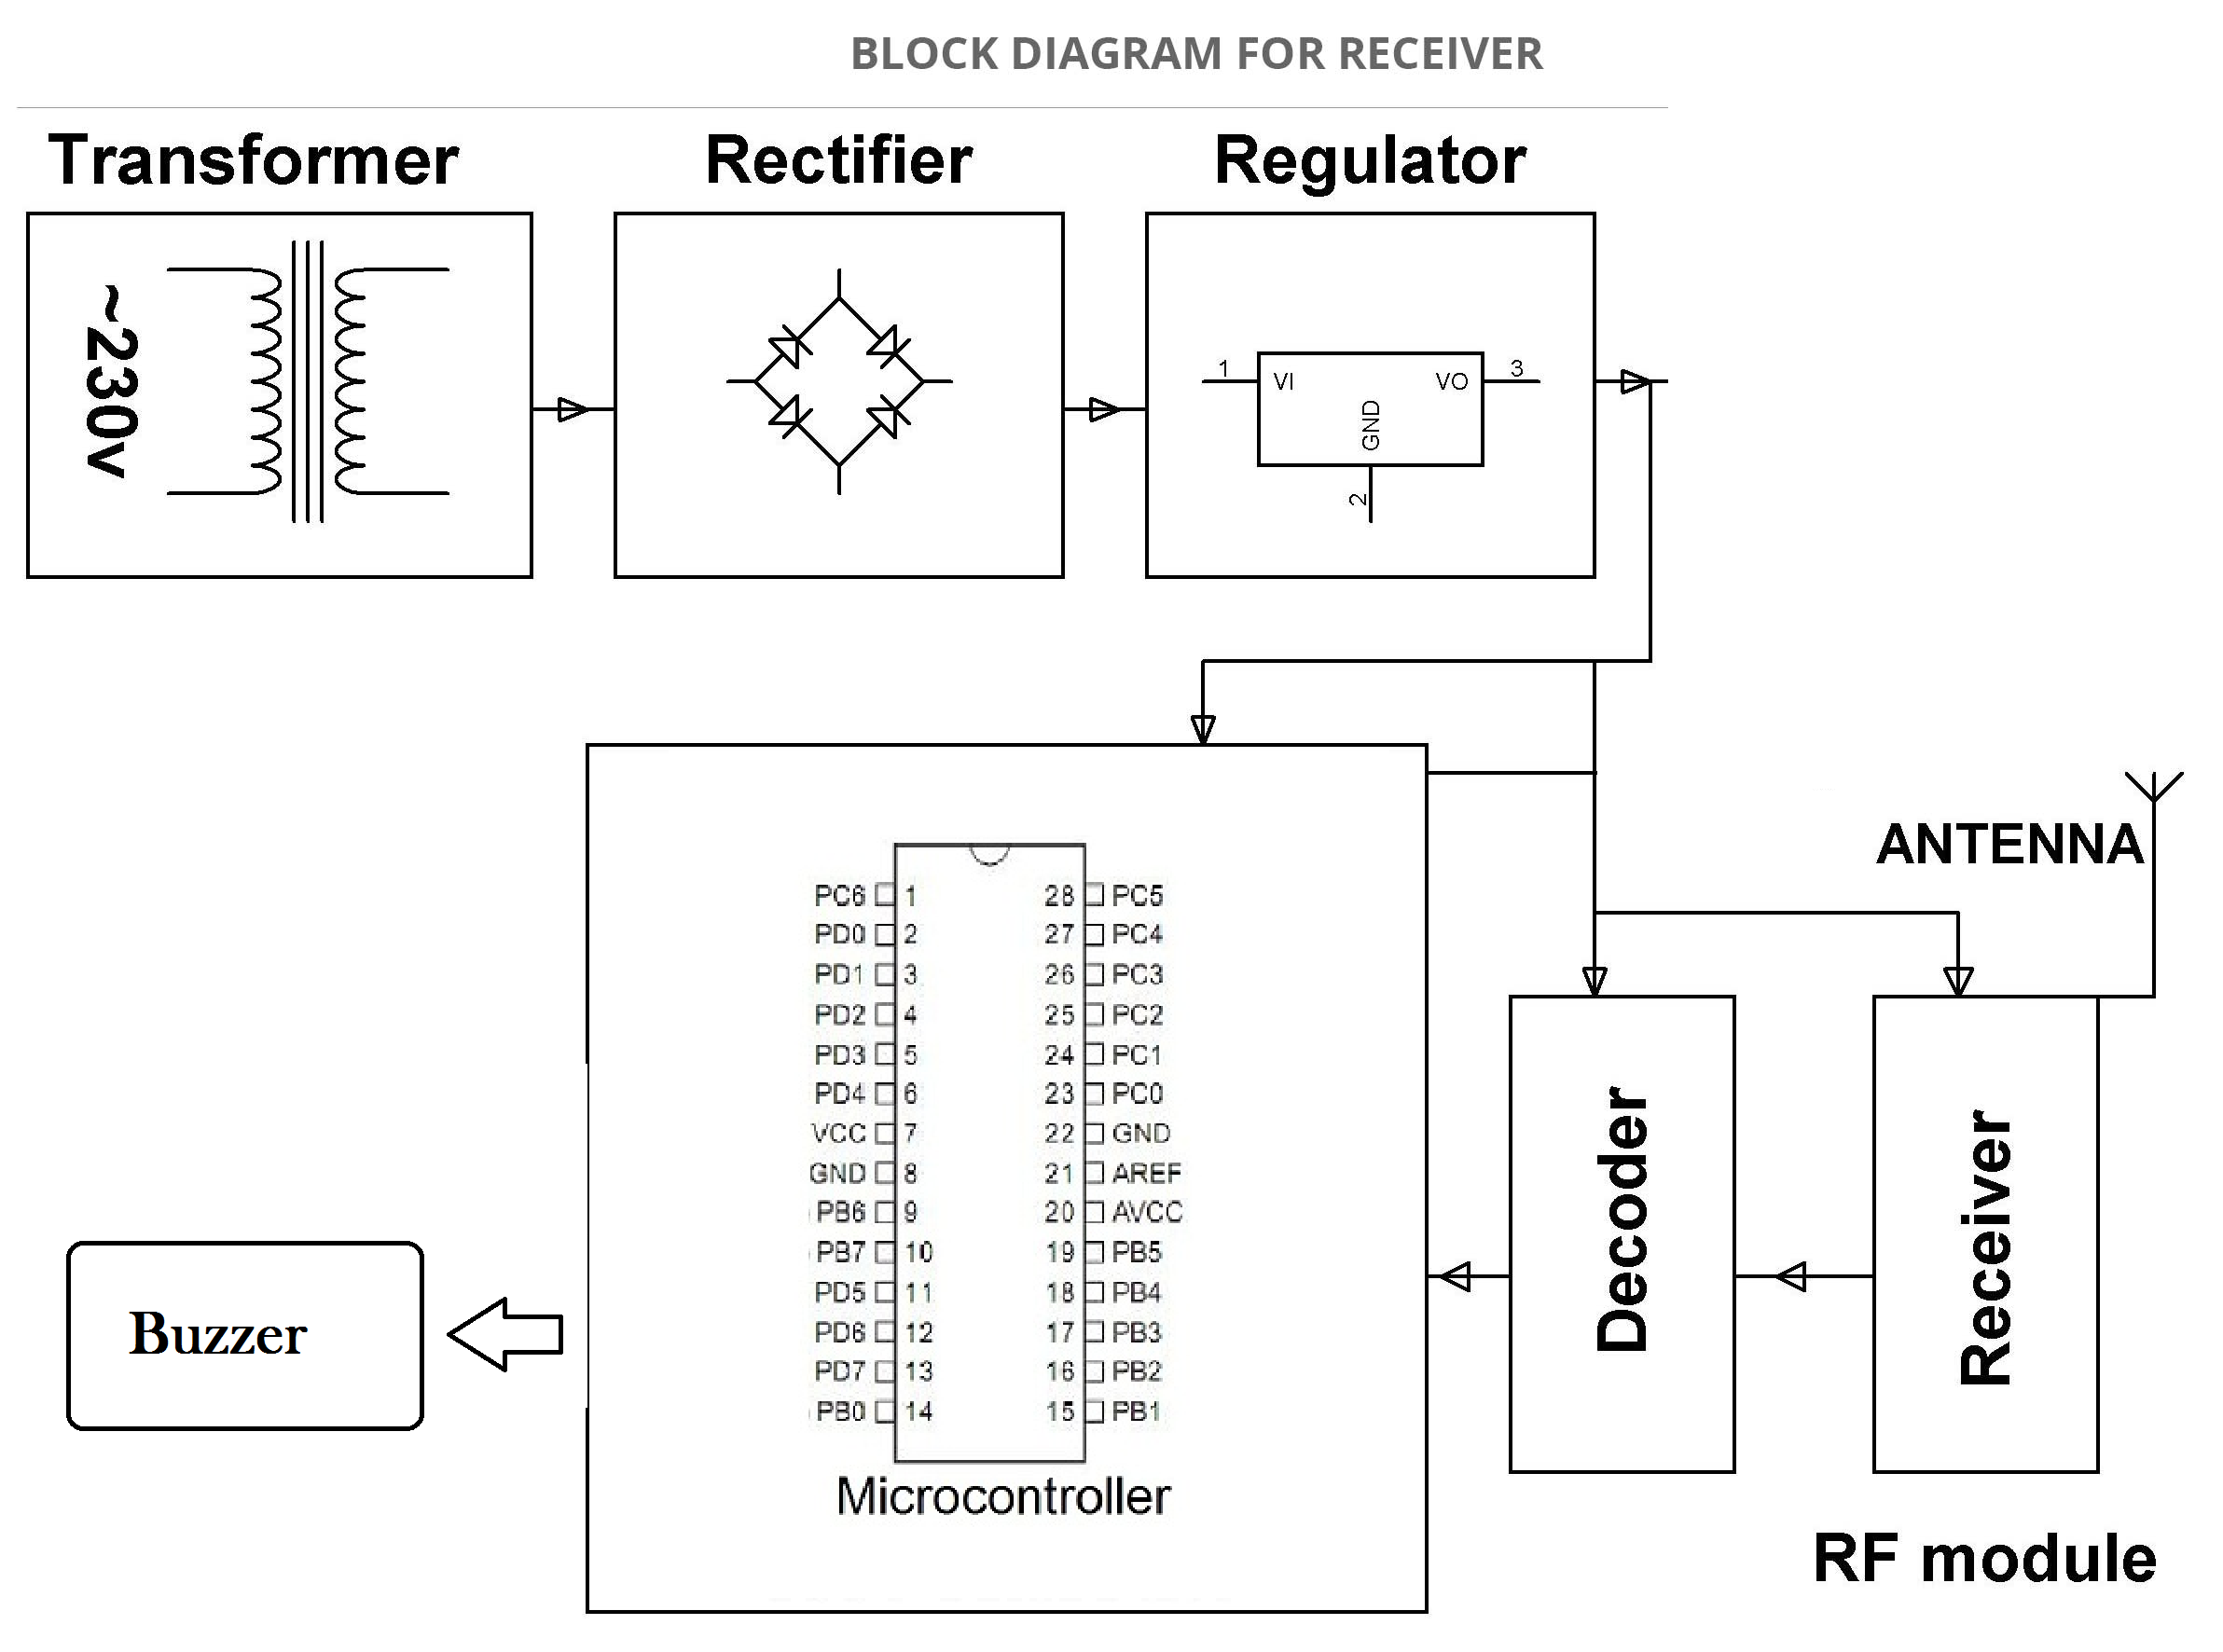 BLOCK DIAGRAM FOR RECEIVER
Transformer
Rectifier
Regulator
~230v
1
VI
VO
3
GND
2
ANTENNA
PC6 1 28 PC5
PD0 2 27 PC4
PD1 3 26 PC3
PD2 4 25 PC2
PD3 5 24 PC1
PD4 6 23 PC0
VCC 7 22 GND
GND 8 21 AREF
PB6 9 20 AVCC
PB7 10 19 PB5
PD5 11 18 PB4
PD6 12 17 PB3
PD7 13 16 PB2
PB0 14 15 PB1
Microcontroller
Buzzer
Decoder
Receiver
RF module